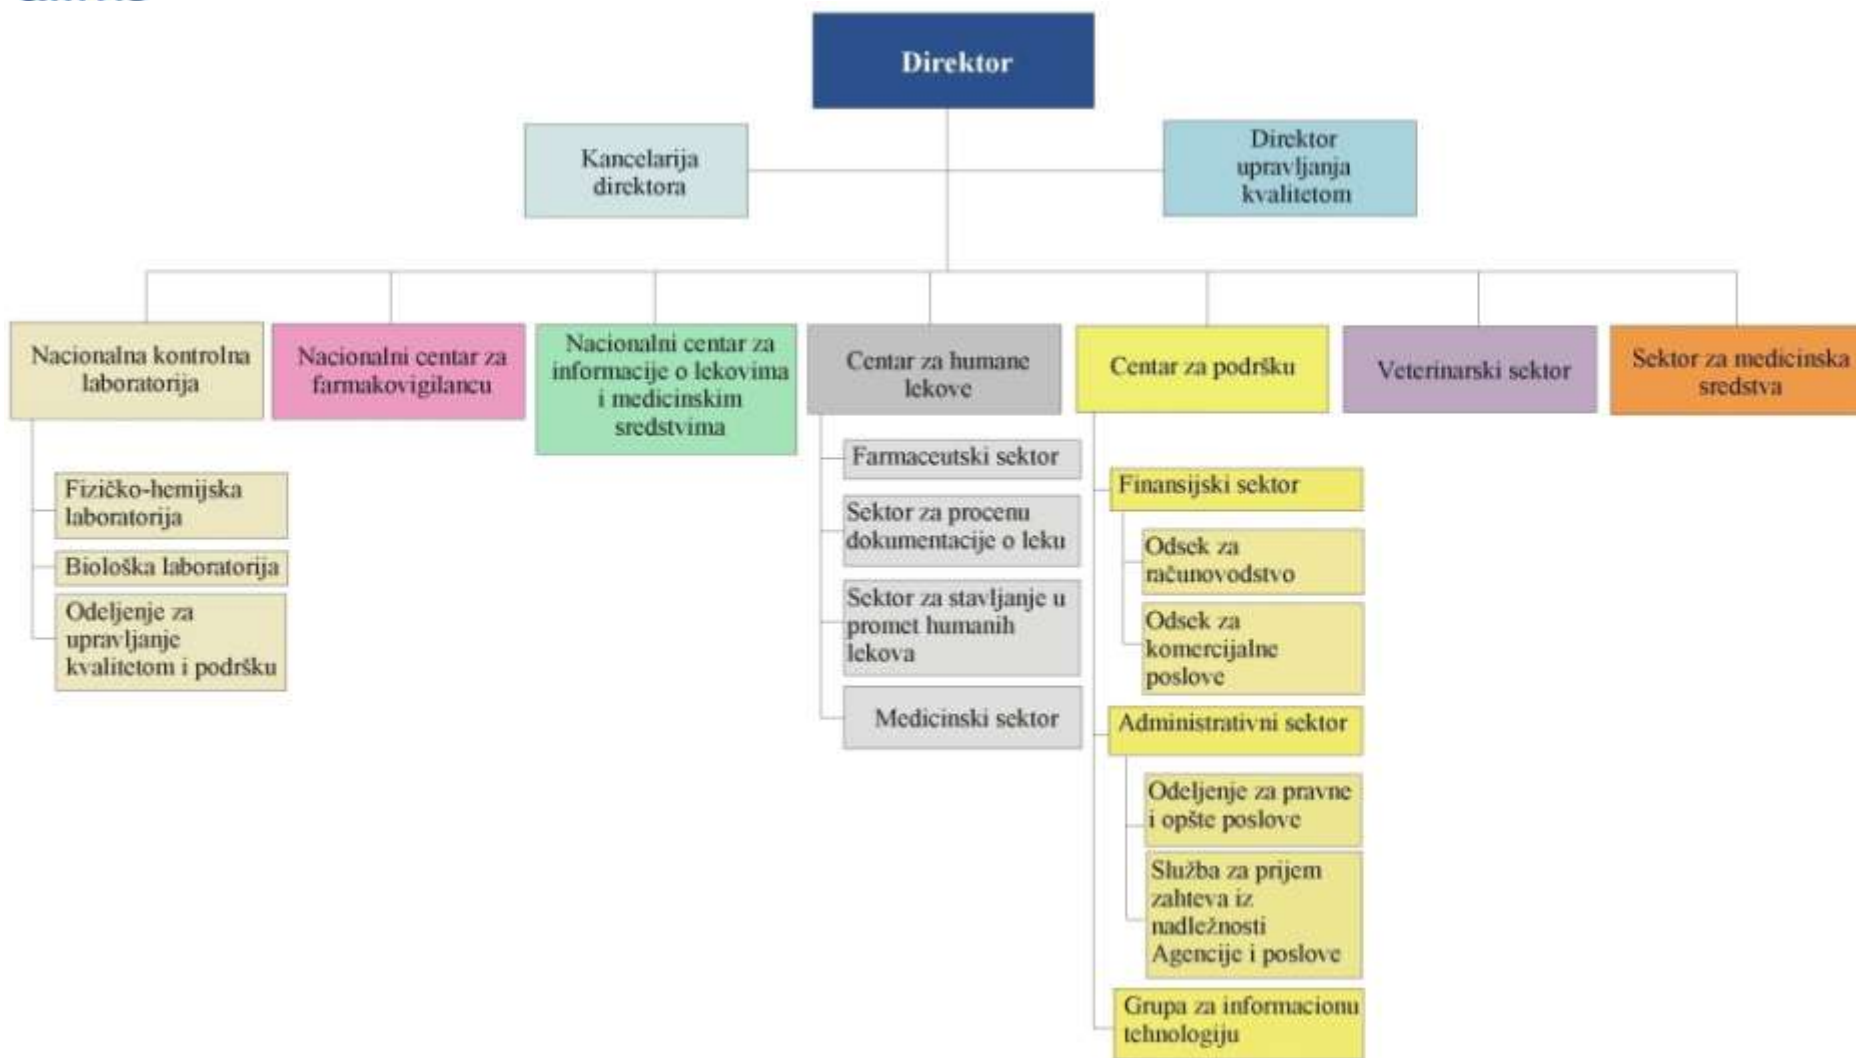 Direktor
Kancelarija
direktora
Direktor
upravljanja
kvalitetom
Nacionalna kontrolna
laboratorija
Nacionalni centar za
farmakovigilancu
Nacionalni centar za
informacije o lekovima
i medicinskim
sredstvima
Centar za humane
lekove
Centar za podršku
Veterinarski sektor
Sektor za medicinska
sredstva
Fizičko-hemijska
laboratorija
Biološka laboratorija
Odeljenje za
upravljanje
kvalitetom i podršku
Farmaceutski sektor
Sektor za procenu
dokumentacije o leku
Sektor za stavljanje u
promet humanih
lekova
Medicinski sektor
Finansijski sektor
Odsek za
računovodstvo
Odsek za
komercijalne
poslove
Administrativni sektor
Odeljenje za pravne
i opšte poslove
Služba za prijem
zahteva iz
nadležnosti
Agencije i poslove
Grupa za informacionu
tehnologiju